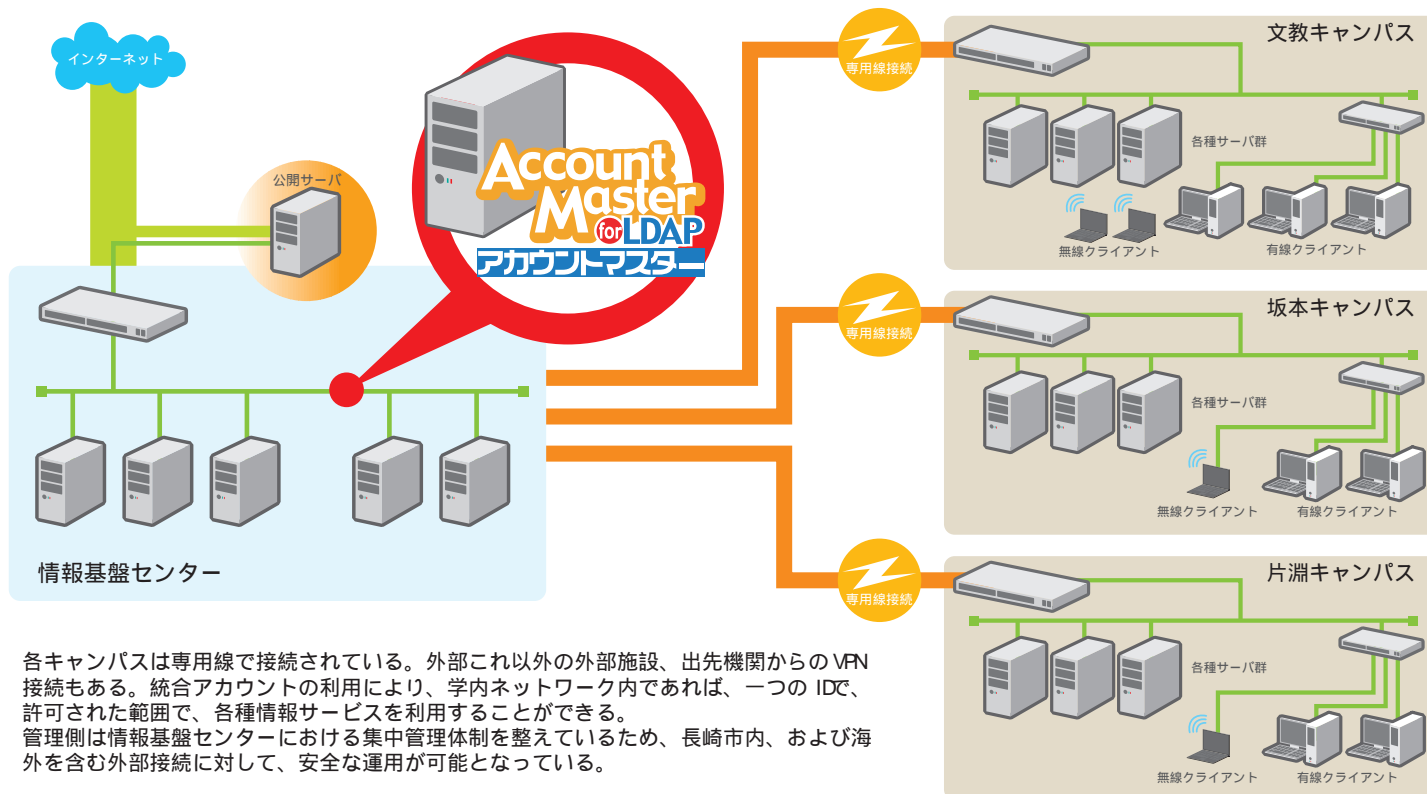 インターネット
公開サーバ
Account
Master
for LDAP
アカウントマスター
情報基盤センター
専用線接続
文教キャンパス
各種サーバ群
無線クライアント
有線クライアント
専用線接続
坂本キャンパス
各種サーバ群
無線クライアント
有線クライアント
専用線接続
片淵キャンパス
各種サーバ群
無線クライアント
有線クライアント
各キャンパスは専用線で接続されている。外部これ以外の外部施設、出先機関からの VPN
接続もある。統合アカウントの利用により、学内ネットワーク内であれば、一つの IDで、
許可された範囲で、各種情報サービスを利用することができる。
管理側は情報基盤センターにおける集中管理体制を整えているため、長崎市内、および海
外を含む外部接続に対して、安全な運用が可能となっている。